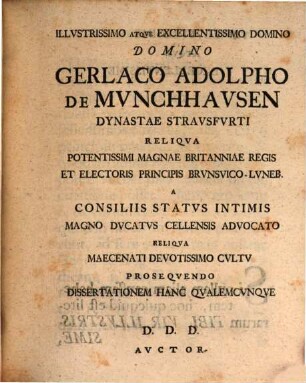 ILLVSTRISSIMO ATQVE EXCELLENTISSIMO DOMINO
DOMINO
GERLACO ADOLPHO
DE MVNCHHAVSEN
DYNASTAE STRAVSFVRTI
RELIQVA
POTENTISSIMI MAGNAE BRITANNIAE REGIS
ET ELECTORIS PRINCIPIS BRVNSVICO-LVNEB.
A
CONSILIIS STATVS INTIMIS
MAGNO DVCATVS CELLENSIS ADVOCATO
RELIQVA
MAECENATI DEVOTISSIMO CVLTV
PROSEQVENDO
DISSERTATIONEM HANC QVALEMCVNQVE
D. D. D.
AVCTOR.